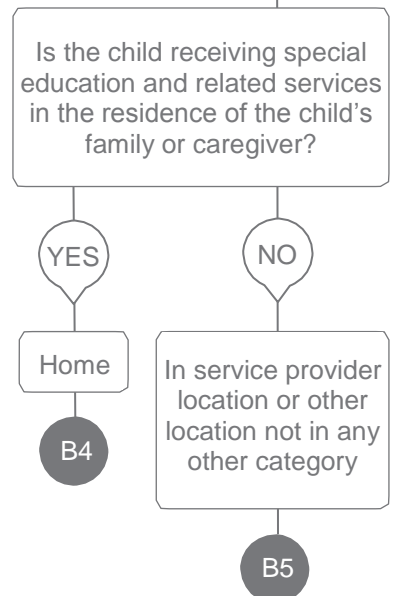 Is the child receiving special
education and related services
in the residence of the child's
family or caregiver?
YES
NO
Home
In service provider
location or other
location not in any
other category
B4
B5